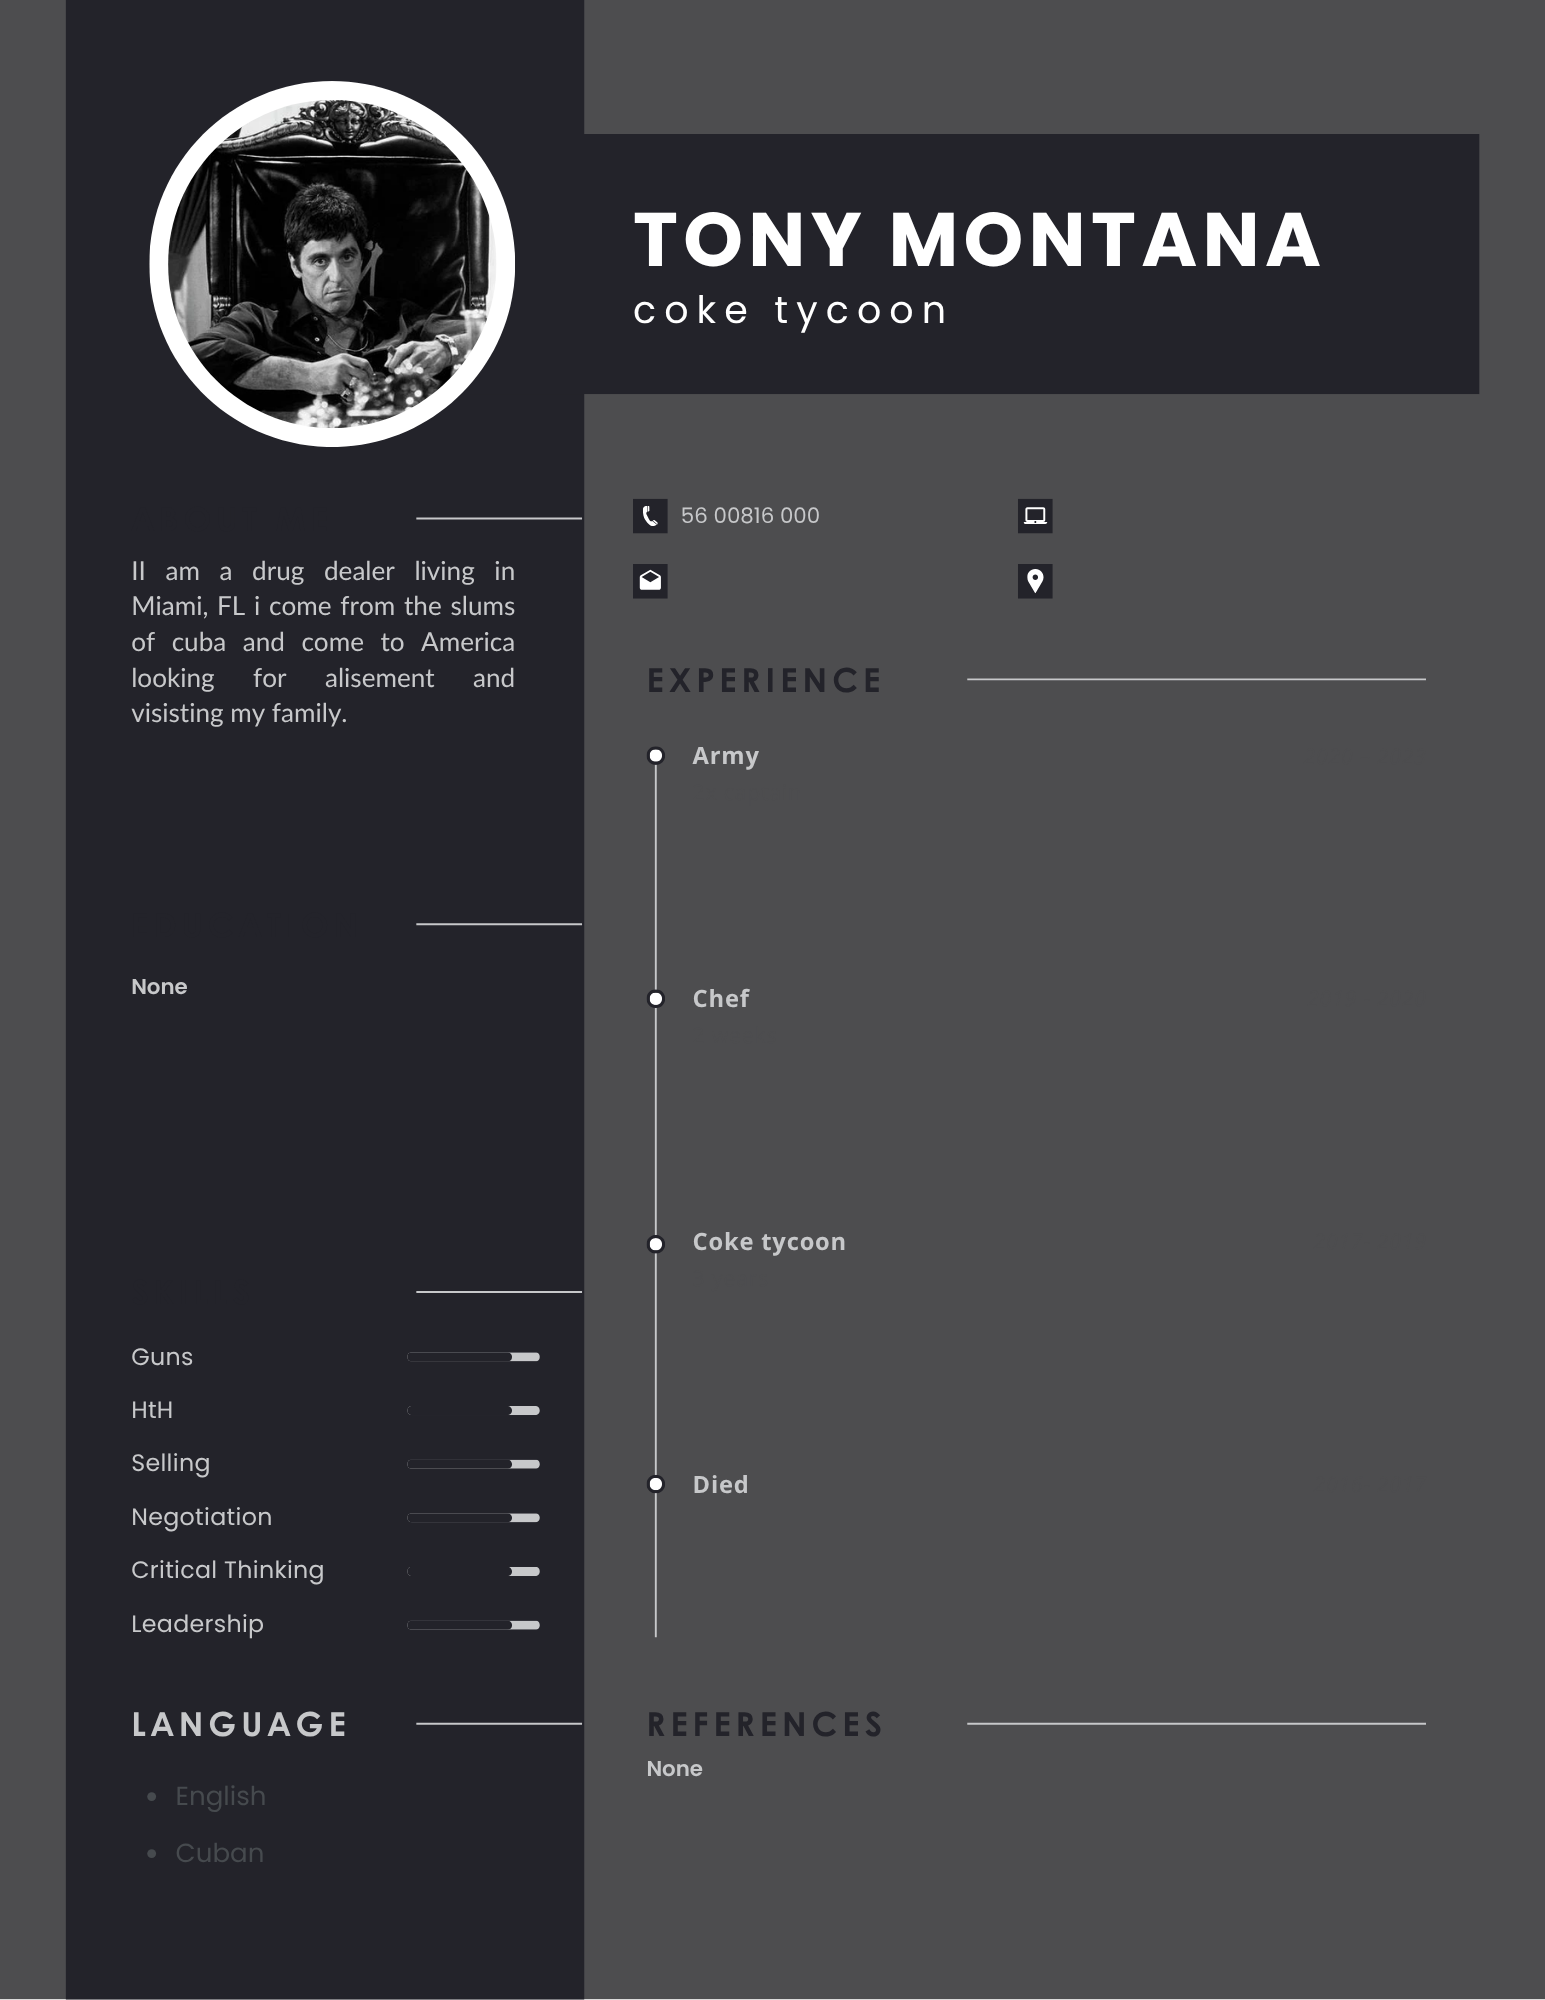 TONY MONTANA
coke tycoon
56 00816 000
II am a drug dealer living in
Miami, FL i come from the slums
of cuba and come to America
looking for alisement and
visisting my family.
None
Guns
HtH
Selling
Negotiation
Critical Thinking
Leadership
LANGUAGE
English
Cuban
EXPERIENCE
Army
Chef
Coke tycoon
Died
REFERENCES
None